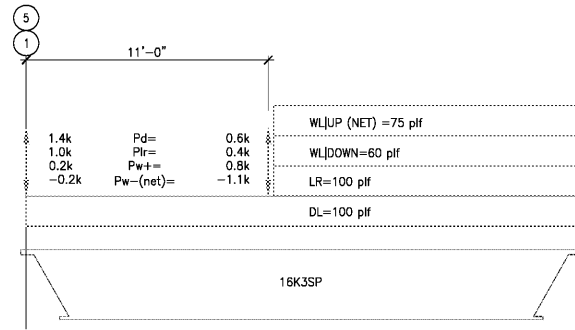 5
1
11'-0"
WL|UP (NET) =75 plf
1.4k Pd= 0.6k
1.0k Plr= 0.4k
WL|DOWN=60 plf
0.2k Pw+= 0.8k
-0.2k Pw-(net)= -1.1k
LR=100 plf
DL=100 plf
16K3SP